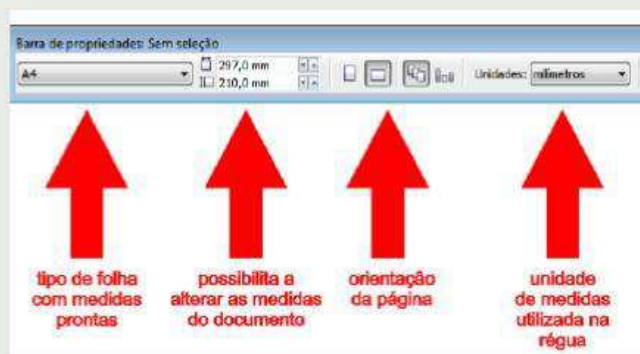 Barra de propriedades: Sem seleção
A4
297,0 mm
210,0 mm
Unidades: milímetros
tipo de folha
com medidas
prontas
possibilita a
alterar as medidas
do documento
orientação
da página
unidade
de medidas
utilizada na
régua